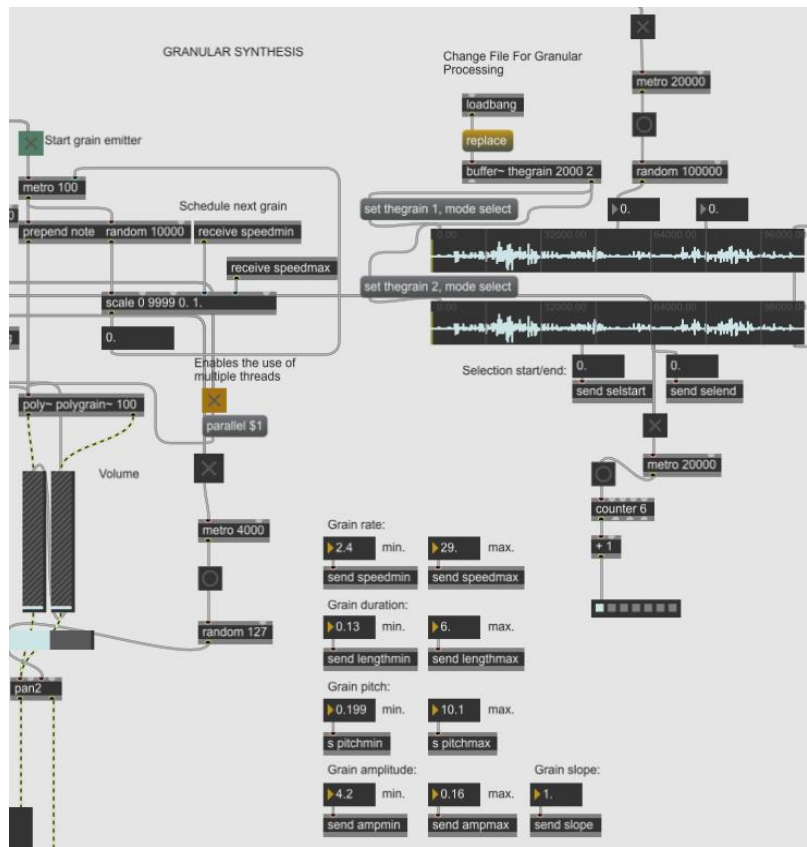 GRANULAR SYNTHESIS
Change File For Granular
Processing
metro 20000
loadbang
replace
buffer~ thegrain 2000 2
random 100000
Start grain emitter
metro 100
Schedule next grain
set thegrain 1, mode select
0.
0.
prepend note
random 10000
receive speedmin
receive speedmax
0.00
32000.00
64000.00
96000.00
set thegrain 2, mode select
scale 0 9999 0. 1.
0.
0.00
32000.00
64000.00
96000.00
Enables the use of
multiple threads
Selection start/end:
0.
0.
send selstart
send selend
poly~ polygrain~ 100
parallel $1
Volume
metro 20000
counter 6
+ 1
metro 4000
random 127
pan2
Grain rate:
2.4
min.
29.
max.
send speedmin
send speedmax
Grain duration:
0.13
min.
6.
max.
send lengthmin
send lengthmax
Grain pitch:
0.199
min.
10.1
max.
s pitchmin
s pitchmax
Grain amplitude:
Grain slope:
4.2
min.
0.16
max.
1.
send ampmin
send ampmax
send slope